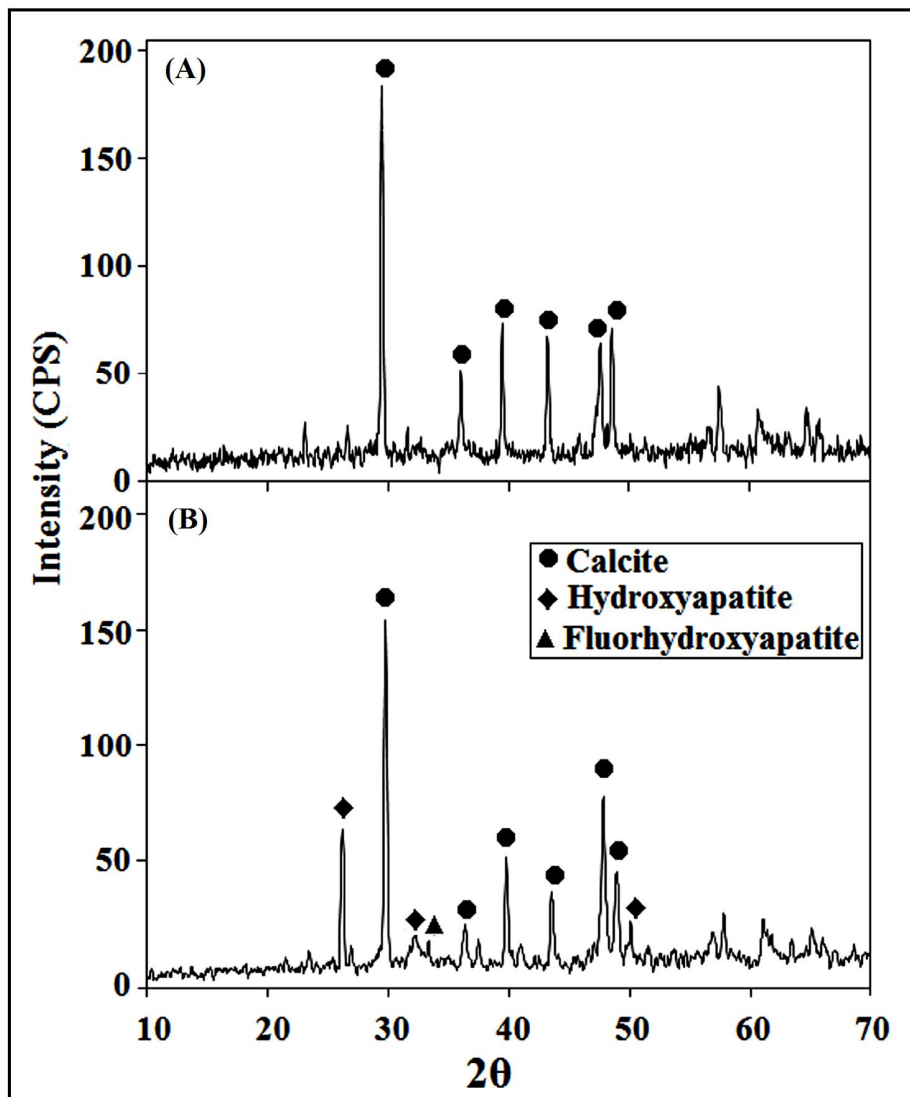 Intensity (CPS)
200
(A)
150
100
50
0
200
(B)
Calcite
Hydroxyapatite
Fluorhydroxyapatite
150
100
50
0
10 20 30 40 50 60 70
2θ